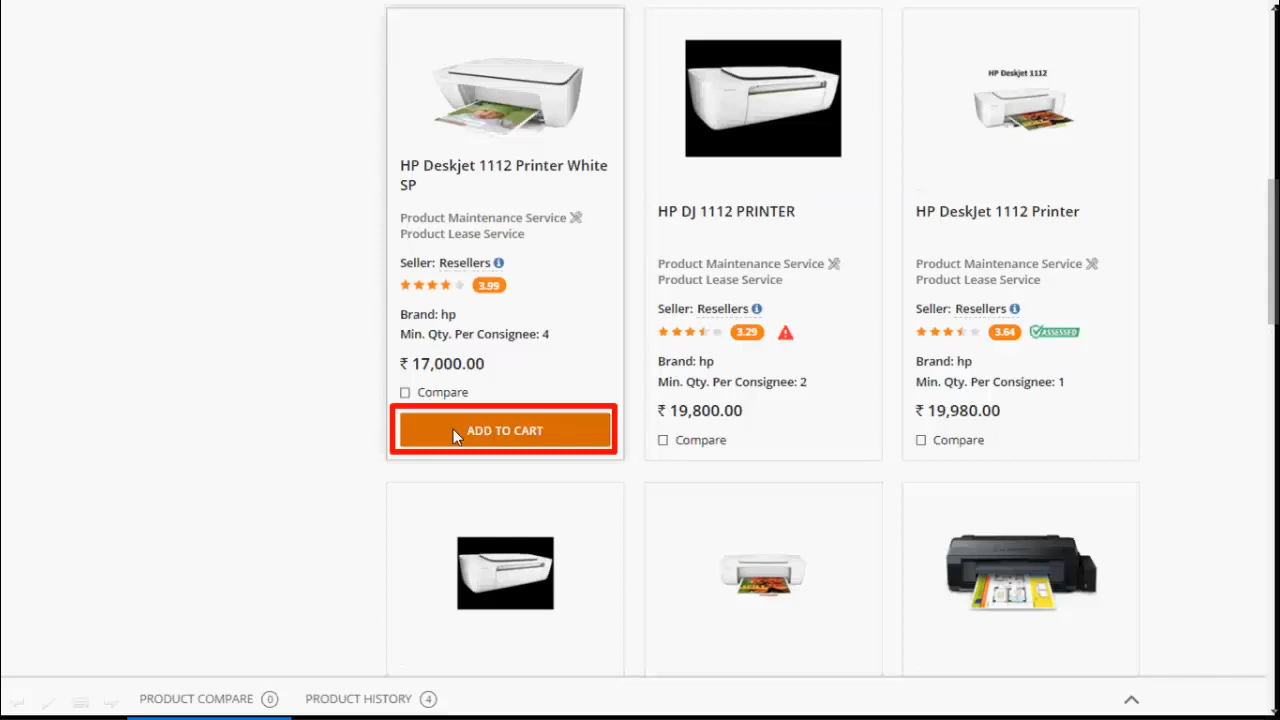 HP Deskjet 1112 Printer White
SP
Product Maintenance Service
Product Lease Service
Seller: Resellers
3.99
Brand: hp
Min. Qty. Per Consignee: 4
₹ 17,000.00
Compare
ADD TO CART
HP DJ 1112 PRINTER
Product Maintenance Service
Product Lease Service
Seller: Resellers
3.29
Brand: hp
Min. Qty. Per Consignee: 2
₹ 19,800.00
Compare
HP Deskjet 1112
HP DeskJet 1112 Printer
Product Maintenance Service
Product Lease Service
Seller: Resellers
3.64 ASSESSED
Brand: hp
Min. Qty. Per Consignee: 1
₹ 19,980.00
Compare
PRODUCT COMPARE 0 PRODUCT HISTORY 4